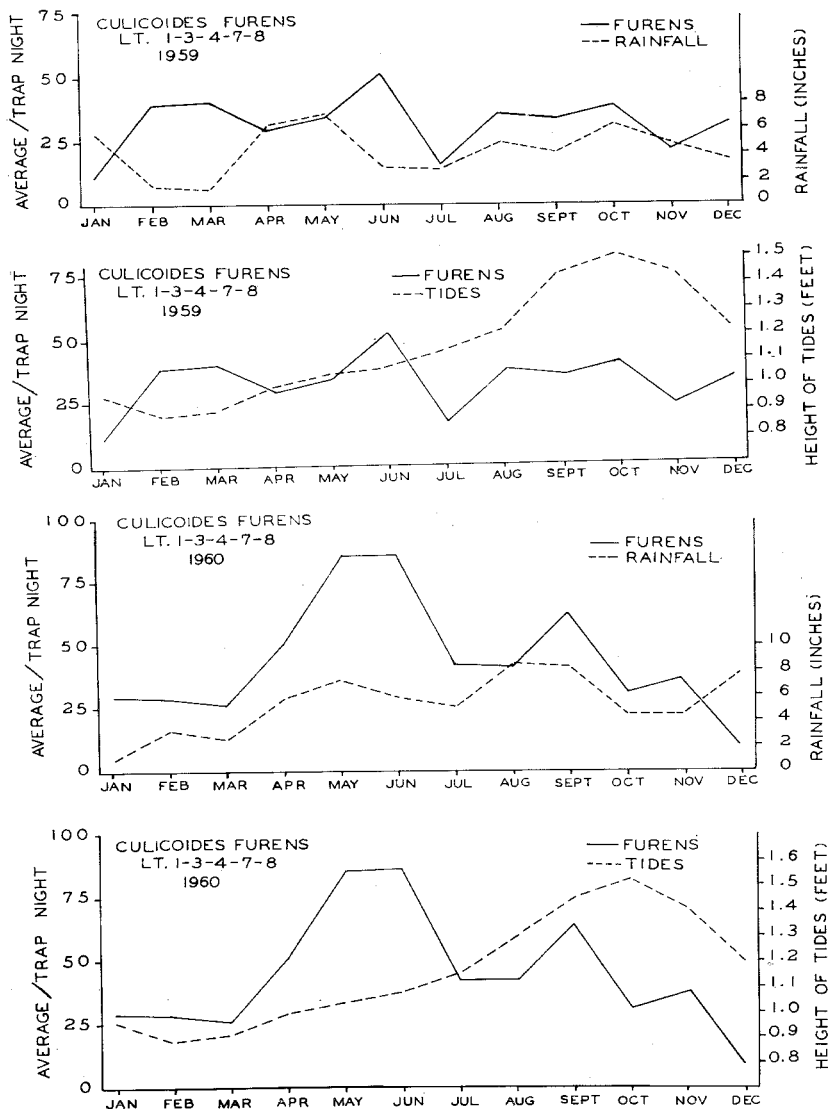 CULICOIDES FURENS
LT. 1-3-4-7-8
1959
FURENS
RAINFALL
AVERAGE/TRAP NIGHT
75
50
25
0
RAINFALL (INCHES)
8
6
4
2
0
JAN FEB MAR APR MAY JUN JUL AUG SEPT OCT NOV DEC
CULICOIDES FURENS
LT. 1-3-4-7-8
1959
FURENS
TIDES
AVERAGE/TRAP NIGHT
75
50
25
0
HEIGHT OF TIDES (FEET)
1.5
1.4
1.3
1.2
1.1
1.0
0.9
0.8
JAN FEB MAR APR MAY JUN JUL AUG SEPT OCT NOV DEC
CULICOIDES FURENS
LT. 1-3-4-7-8
1960
FURENS
RAINFALL
AVERAGE/TRAP NIGHT
100
75
50
25
0
RAINFALL (INCHES)
10
8
6
4
2
0
JAN FEB MAR APR MAY JUN JUL AUG SEPT OCT NOV DEC
CULICOIDES FURENS
LT. 1-3-4-7-8
1960
FURENS
TIDES
AVERAGE/TRAP NIGHT
100
75
50
25
0
HEIGHT OF TIDES (FEET)
1.6
1.5
1.4
1.3
1.2
1.1
1.0
0.9
0.8
JAN FEB MAR APR MAY JUN JUL AUG SEPT OCT NOV DEC